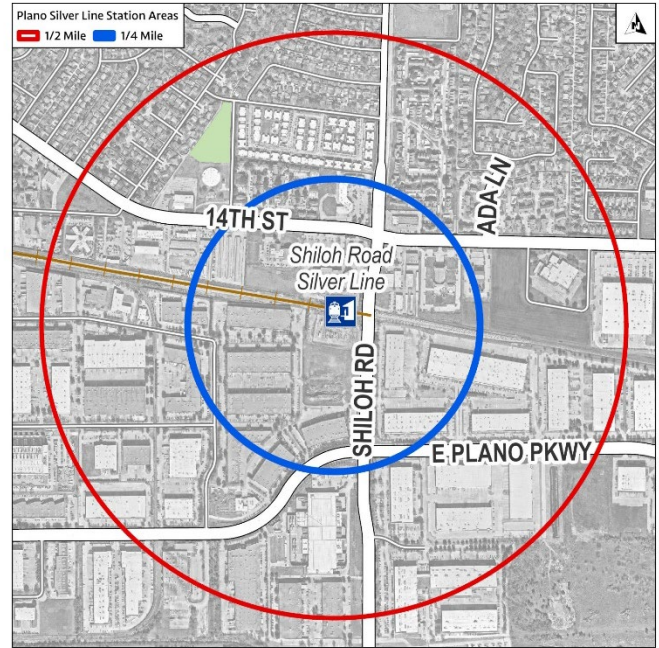 Plano Silver Line Station Areas
1/2 Mile 1/4 Mile
N
14TH ST
ADA LN
Shiloh Road
Silver Line
SHILOH RD
E PLANO PKWY